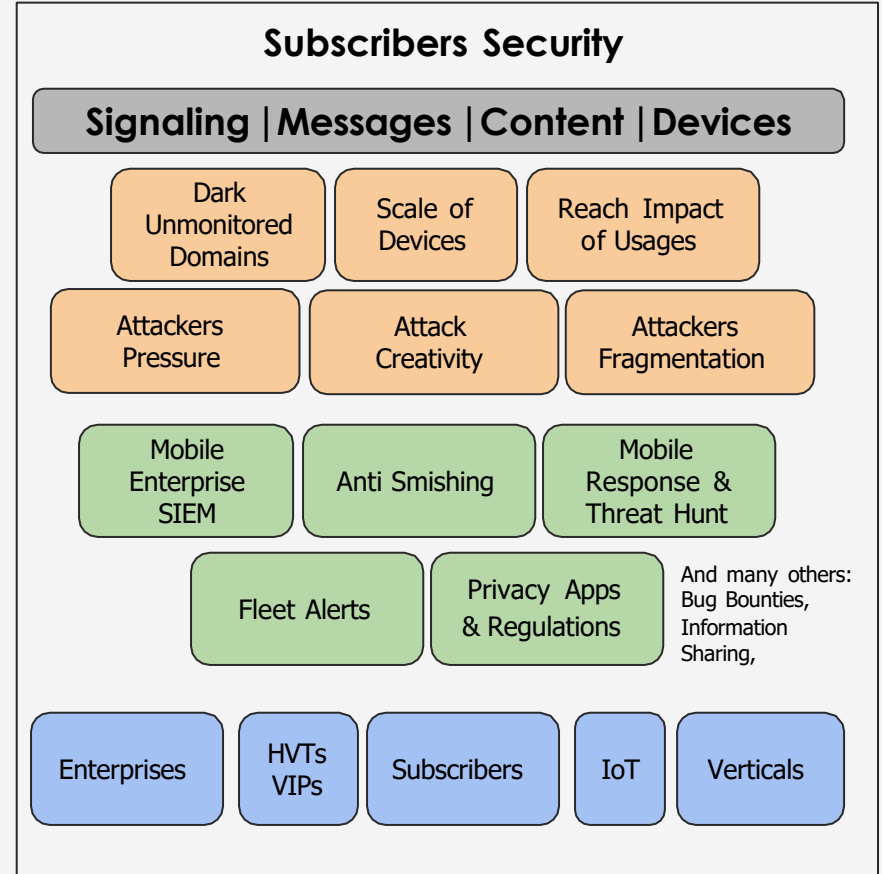 Subscribers Security
Signaling | Messages | Content | Devices
Dark
Unmonitored
Domains
Scale of
Devices
Reach Impact
of Usages
Attackers
Pressure
Attack
Creativity
Attackers
Fragmentation
Mobile
Enterprise
SIEM
Anti Smishing
Mobile
Response &
Threat Hunt
Fleet Alerts
Privacy Apps
& Regulations
And many others:
Bug Bounties,
Information
Sharing,
Enterprises
HVTs
VIPs
Subscribers
IoT
Verticals